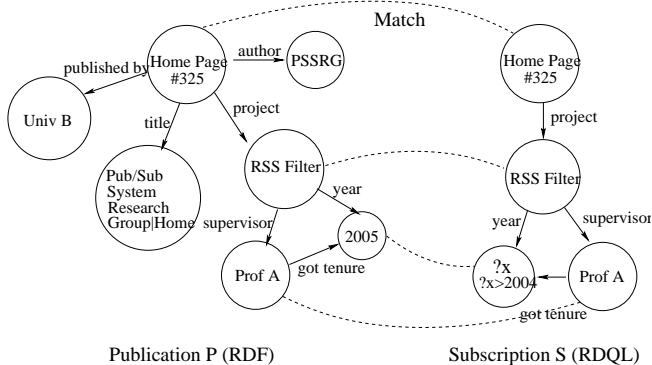 Match
Home Page
#325
author
PSSRG
Home Page
#325
published by
Univ B
title
project
project
Pub/Sub
System
Research
Group|Home
RSS Filter
RSS Filter
year
year
supervisor
supervisor
2005
Prof A
got tenure
?x
?x>2004
Prof A
got tenure
Publication P (RDF)
Subscription S (RDQL)